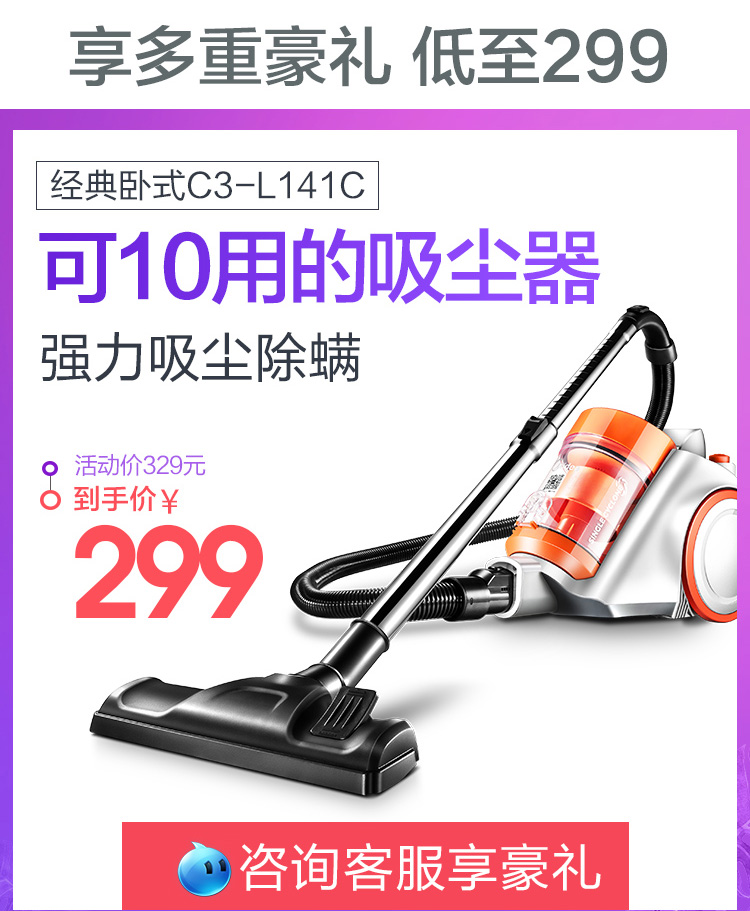 享多重豪礼 低至299
经典卧式C3-L141C
可10用的吸尘器
强力吸尘除螨
活动价329元
到手价¥
299
SINGLE CYCLONE
咨询客服享豪礼